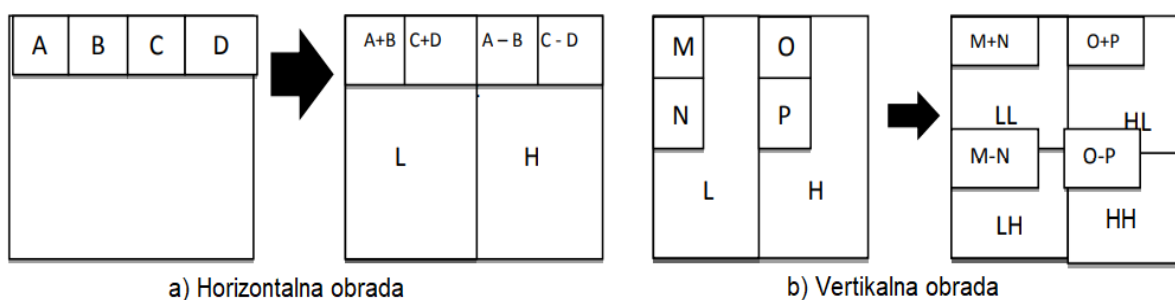 A B C D
A+B C+D A – B C - D
L H
a) Horizontalna obrada
M O
N P
L H
M+N O+P
LL HL
M-N O-P
LH HH
b) Vertikalna obrada